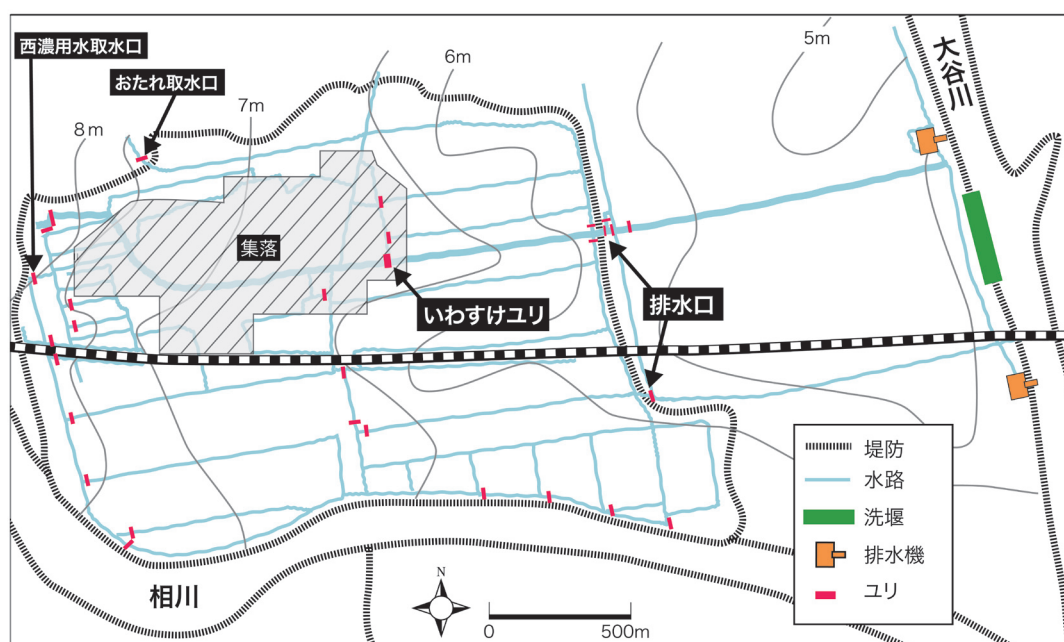 西濃用水取水口
おたれ取水口
8m
7m
6m
5m
大谷川
集落
いわすけユリ
排水口
相川
N
0
500m
堤防
水路
洗堰
排水機
ユリ